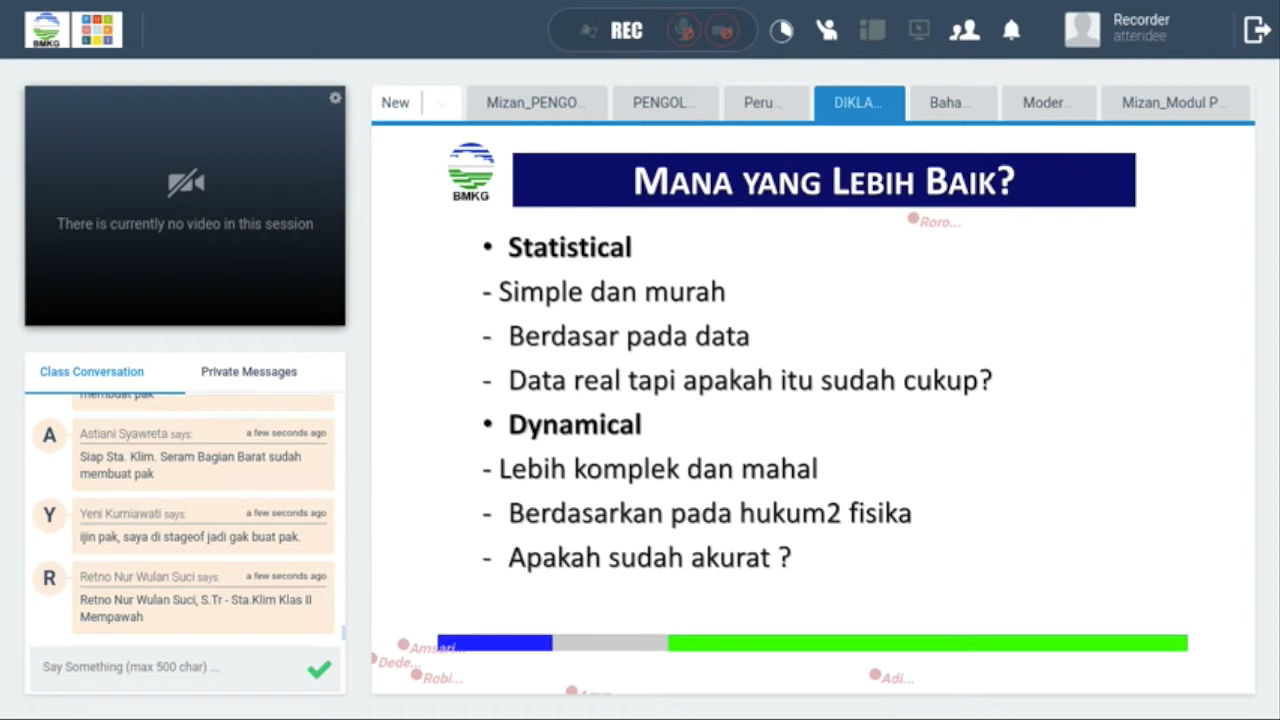 BMKG
REC
Recorder
attendee
There is currently no video in this session
New
Mizan_PENGO...
PENGOL...
Peru...
DIKLA...
Baha...
Moder...
Mizan_Modul P...
BMKG
MANA YANG LEBIH BAIK?
Roro...
• Statistical
- Simple dan murah
- Berdasar pada data
- Data real tapi apakah itu sudah cukup?
• Dynamical
- Lebih komplek dan mahal
- Berdasarkan pada hukum2 fisika
- Apakah sudah akurat ?
Amsari...
Dede...
Robi...
Adi...
Class Conversation
Private Messages
membuat pak
A
Astiani Syawreta says:
a few seconds ago
Siap Sta. Klim. Seram Bagian Barat sudah
membuat pak
Y
Yeni Kurniawati says:
a few seconds ago
ijin pak, saya di stageof jadi gak buat pak.
R
Retno Nur Wulan Suci says:
a few seconds ago
Retno Nur Wulan Suci, S.Tr - Sta.Klim Klas II
Mempawah
Say Something (max 500 char) ...